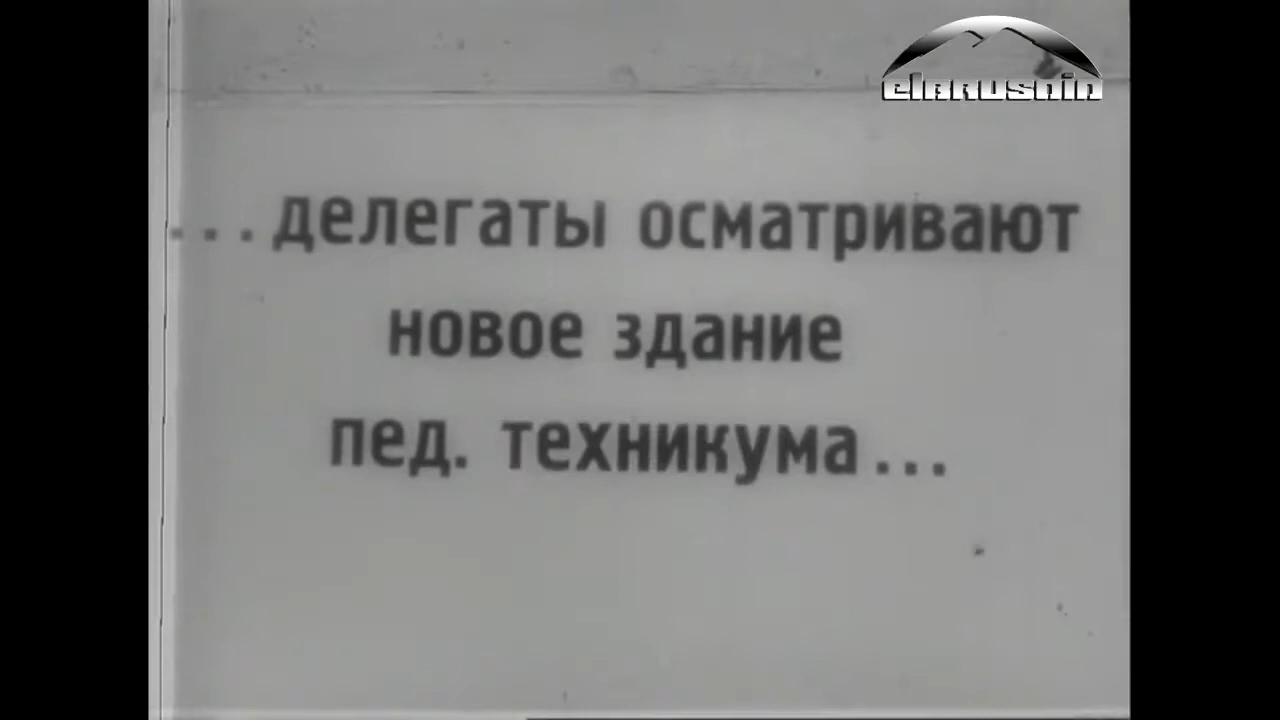 elbrusoid
...делегаты осматривают
новое здание
пед. техникума...